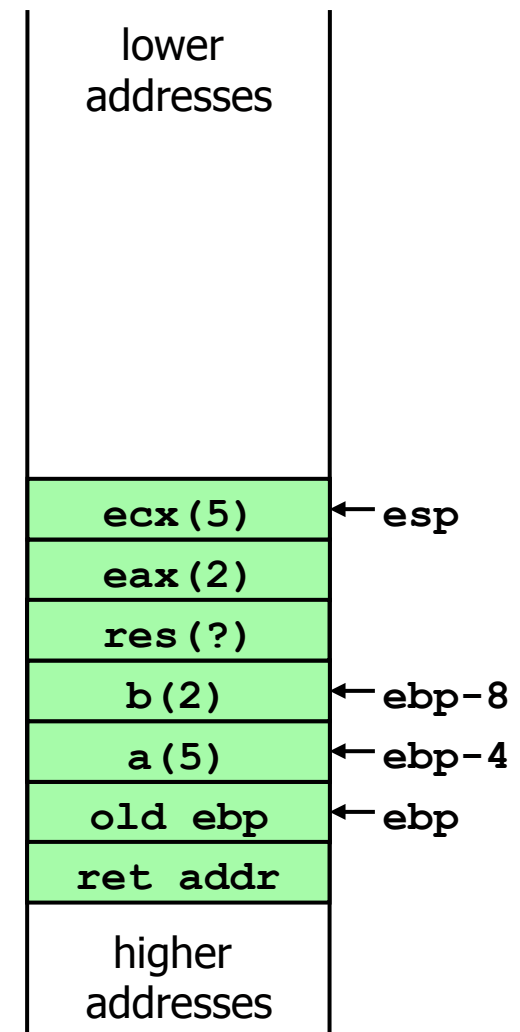 lower
addresses
ecx(5) esp
eax(2)
res(?)
b(2) ebp-8
a(5) ebp-4
old ebp ebp
ret addr
higher
addresses